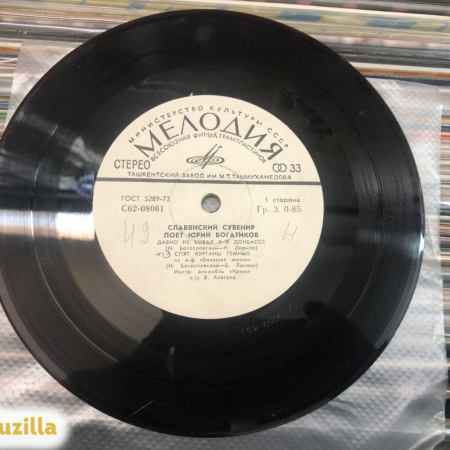 МИНИСТЕРСТВО КУЛЬТУРЫ СССР
МЕЛОДИЯ
ВСЕСОЮЗНАЯ ФИРМА ГРАМПЛАСТИНОК
СТЕРЕО 33
ТАШКЕНТСКИЙ ЗАВОД ИМ. М.Т. ТАШМУХАМЕДОВА
ГОСТ 5289-73 1 сторона
С62-08061 Гр. 3. 0-85
СЛАВЯНСКИЙ СУВЕНИР
ПОЕТ ЮРИЙ БОГАТИКОВ
ДАВНО НЕ БЫВАЛ Я В ДОНБАССЕ
(Н. Богословский—Н. Доризо)
СПЯТ КУРГАНЫ ТЕМНЫЕ
из к-ф «Большая жизнь»
(Н. Богословский—Б. Ласкин)
Инстр. ансамбль «Крым»
п/у В. Ковтуна
uzilla